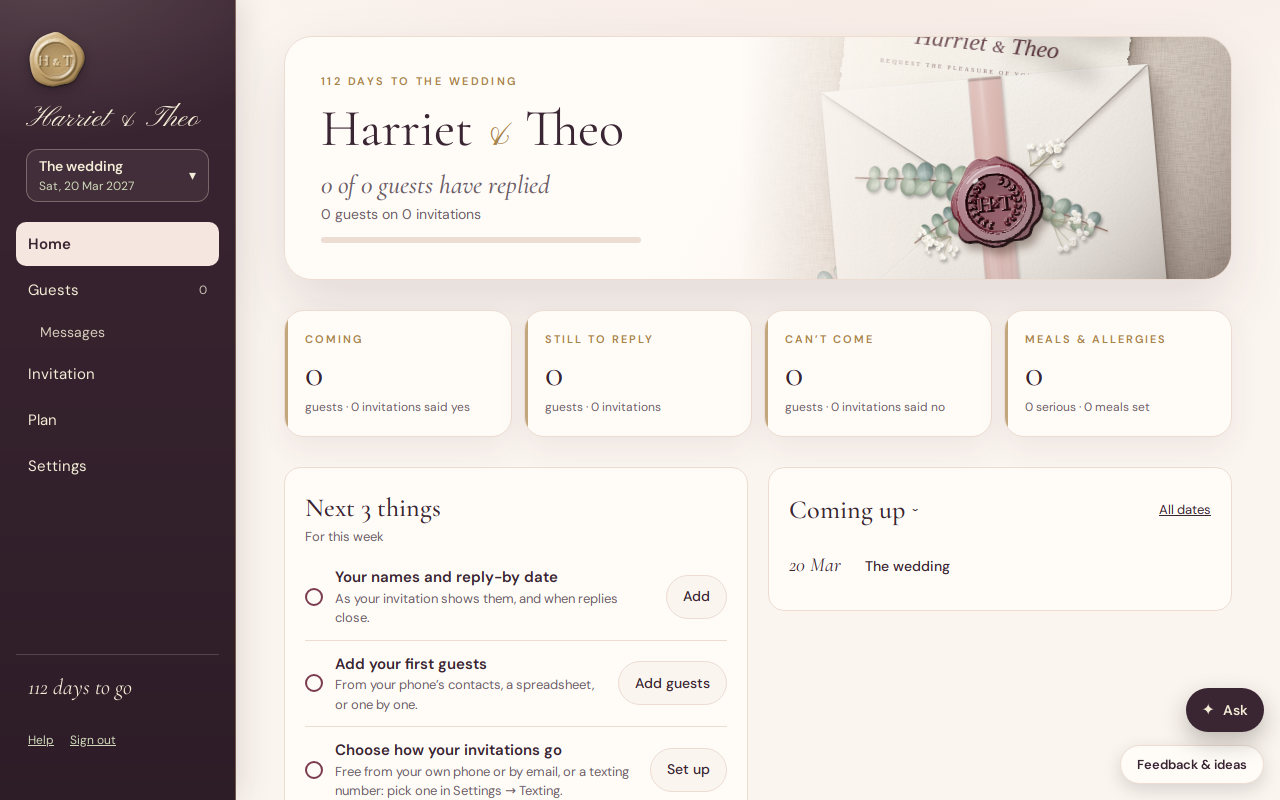 H & T
Harriet & Theo
The wedding
Sat, 20 Mar 2027
▾
Home
Guests 0
Messages
Invitation
Plan
Settings
112 days to go
Help Sign out
112 DAYS TO THE WEDDING
Harriet & Theo
0 of 0 guests have replied
0 guests on 0 invitations
Harriet & Theo
REQUEST THE PLEASURE OF
H&T
COMING
0
guests · 0 invitations said yes
STILL TO REPLY
0
guests · 0 invitations
CAN’T COME
0
guests · 0 invitations said no
MEALS & ALLERGIES
0
0 serious · 0 meals set
Next 3 things
For this week
Your names and reply-by date
As your invitation shows them, and when replies
close.
Add
Add your first guests
From your phone’s contacts, a spreadsheet,
or one by one.
Add guests
Choose how your invitations go
Free from your own phone or by email, or a texting
number: pick one in Settings → Texting.
Set up
Coming up
All dates
20 Mar The wedding
✦ Ask
Feedback & ideas